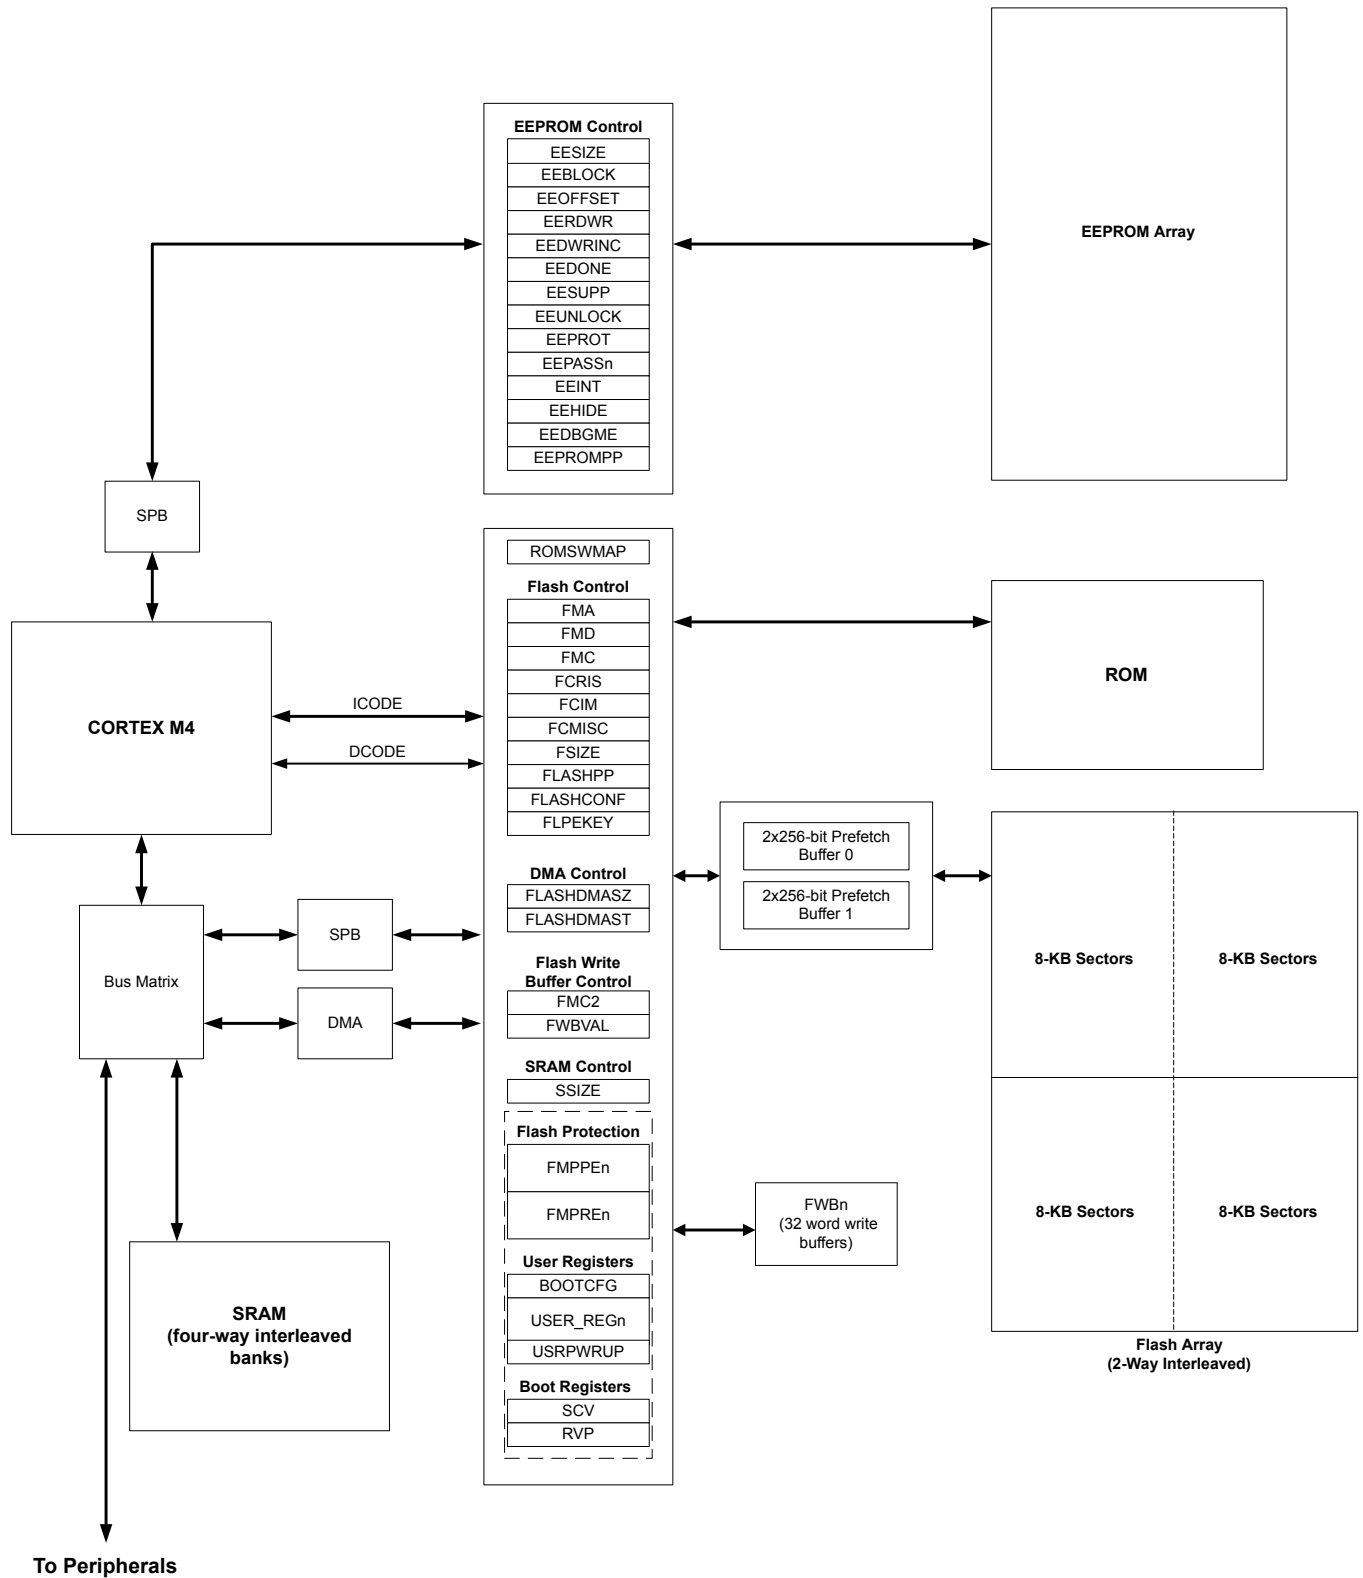 EEPROM Control
EESIZE
EEBLOCK
EEOFFSET
EERDWR
EEDWRINC
EEDONE
EESUPP
EEUNLOCK
EEPROT
EEPASSn
EEINT
EEHIDE
EEDBGME
EEPROMPP
EEPROM Array
SPB
CORTEX M4
ICODE
DCODE
ROMSWMAP
Flash Control
FMA
FMD
FMC
FCRIS
FCIM
FCMISC
FSIZE
FLASHPP
FLASHCONF
FLPEKEY
DMA Control
FLASHDMASZ
FLASHDMAST
Flash Write
Buffer Control
FMC2
FWBVAL
SRAM Control
SSIZE
Flash Protection
FMPPEn
FMPREn
User Registers
BOOTCFG
USER_REGn
USRPWRUP
Boot Registers
SCV
RVP
ROM
2x256-bit Prefetch
Buffer 0
2x256-bit Prefetch
Buffer 1
8-KB Sectors
8-KB Sectors
8-KB Sectors
8-KB Sectors
Flash Array
(2-Way Interleaved)
FWBn
(32 word write
buffers)
Bus Matrix
SPB
DMA
SRAM
(four-way interleaved
banks)
To Peripherals